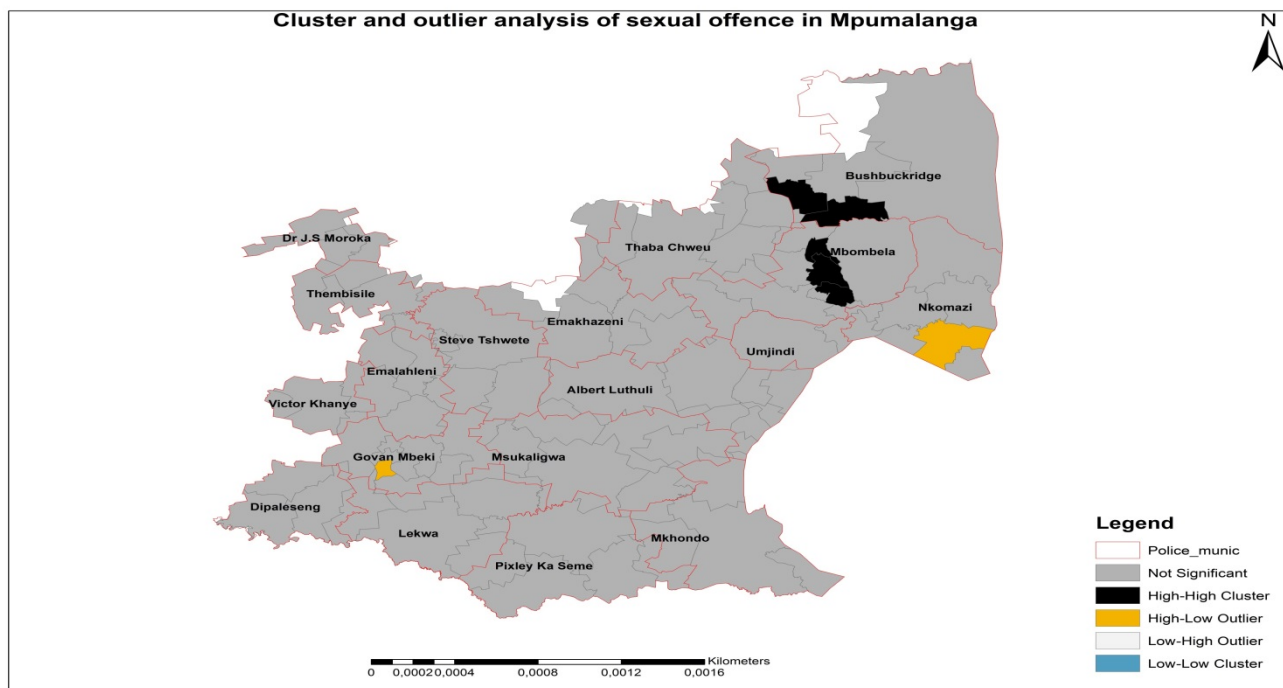 Cluster and outlier analysis of sexual offence in Mpumalanga
N
Bushbuckridge
Dr J.S Moroka
Thaba Chweu
Mbombela
Thembisile
Nkomazi
Emakhazeni
Steve Tshwete
Umjindi
Emalahleni
Albert Luthuli
Victor Khanye
Govan Mbeki
Msukaligwa
Dipaleseng
Lekwa
Mkhondo
Pixley Ka Seme
Legend
Police_munic
Not Significant
High-High Cluster
High-Low Outlier
Low-High Outlier
Low-Low Cluster
Kilometers
0 0,0002 0,0004 0,0008 0,0012 0,0016